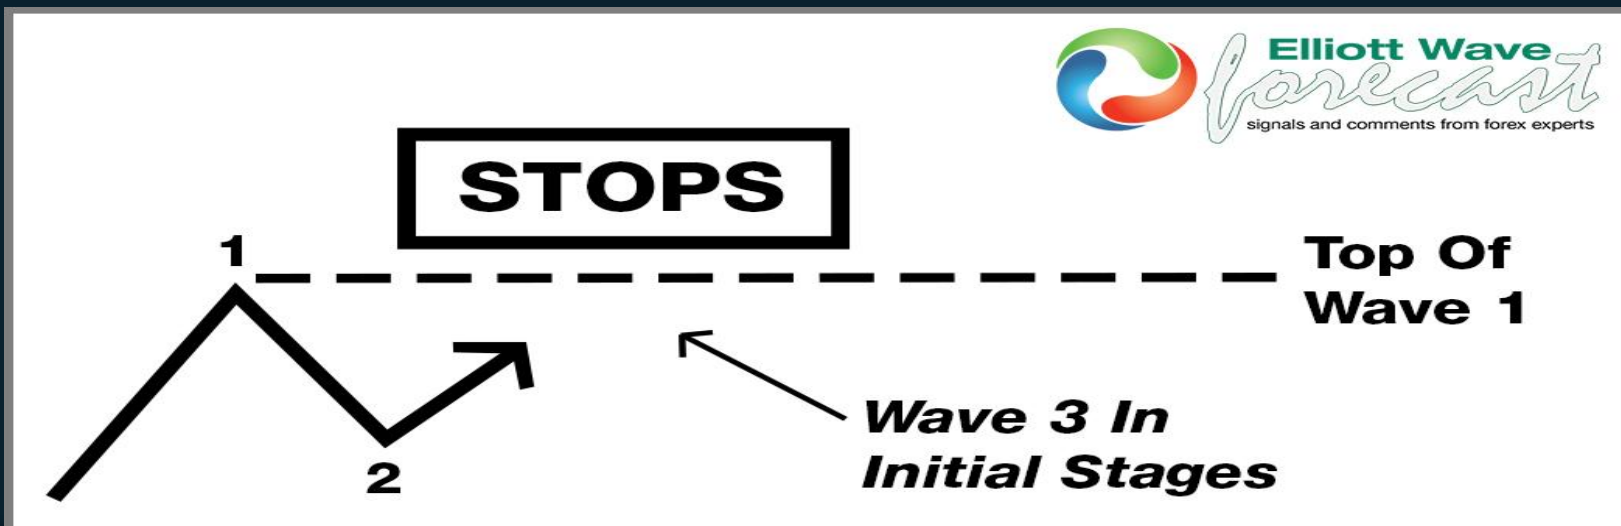 Elliott Wave
forecast
signals and comments from forex experts
STOPS
1
Top Of
Wave 1
Wave 3 In
Initial Stages
2